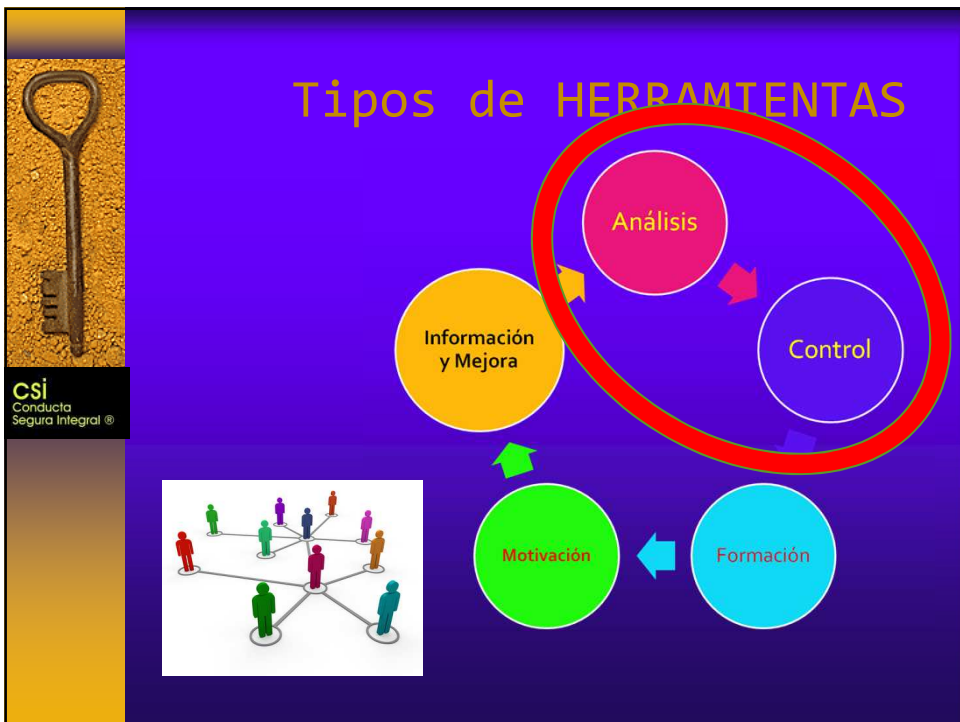 Tipos de HERRAMIENTAS
Análisis
Control
Información
y Mejora
Motivación
Formación
csi
Conducta
Segura Integral ®